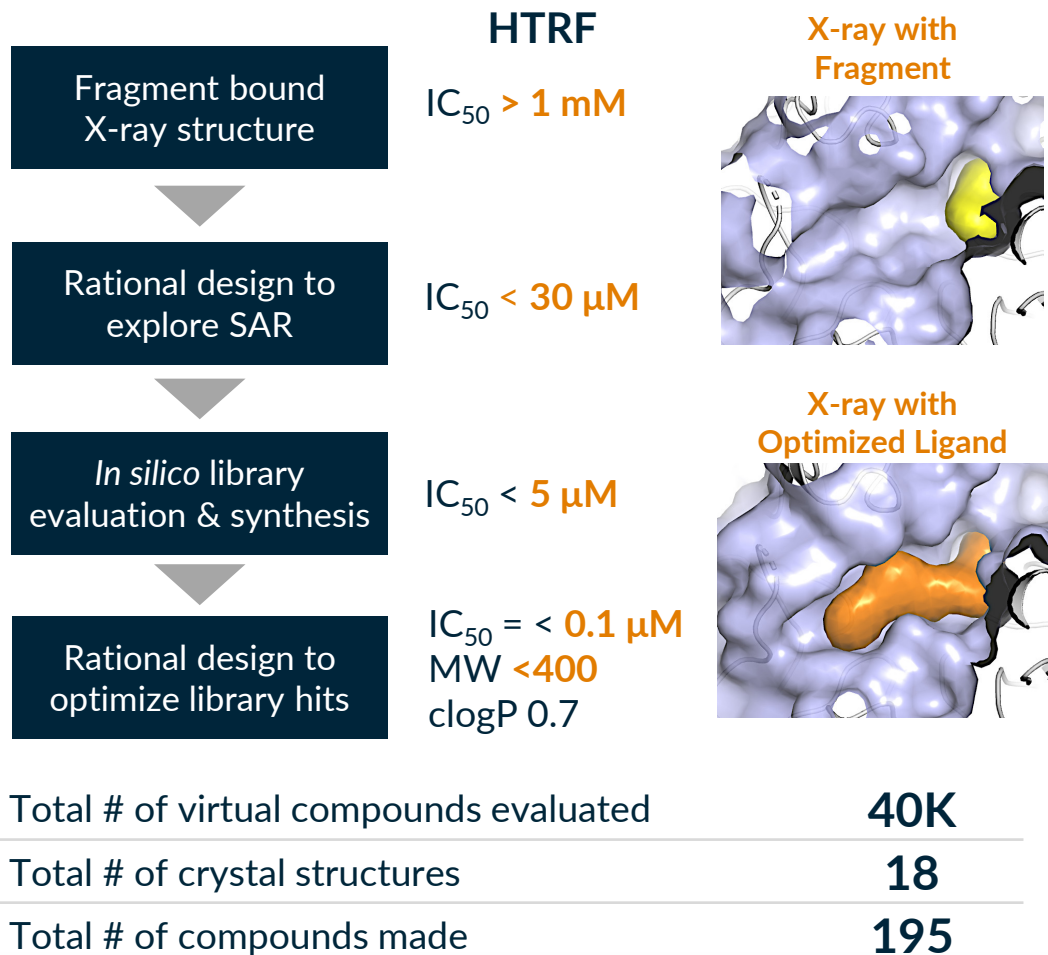 HTRF
X-ray with
Fragment
Fragment bound
X-ray structure
IC50 > 1 mM
Rational design to
explore SAR
IC50 < 30 µM
X-ray with
Optimized Ligand
In silico library
evaluation & synthesis
IC50 < 5 µM
Rational design to
optimize library hits
IC50 = < 0.1 µM
MW <400
clogP 0.7
Total # of virtual compounds evaluated 40K
Total # of crystal structures 18
Total # of compounds made 195